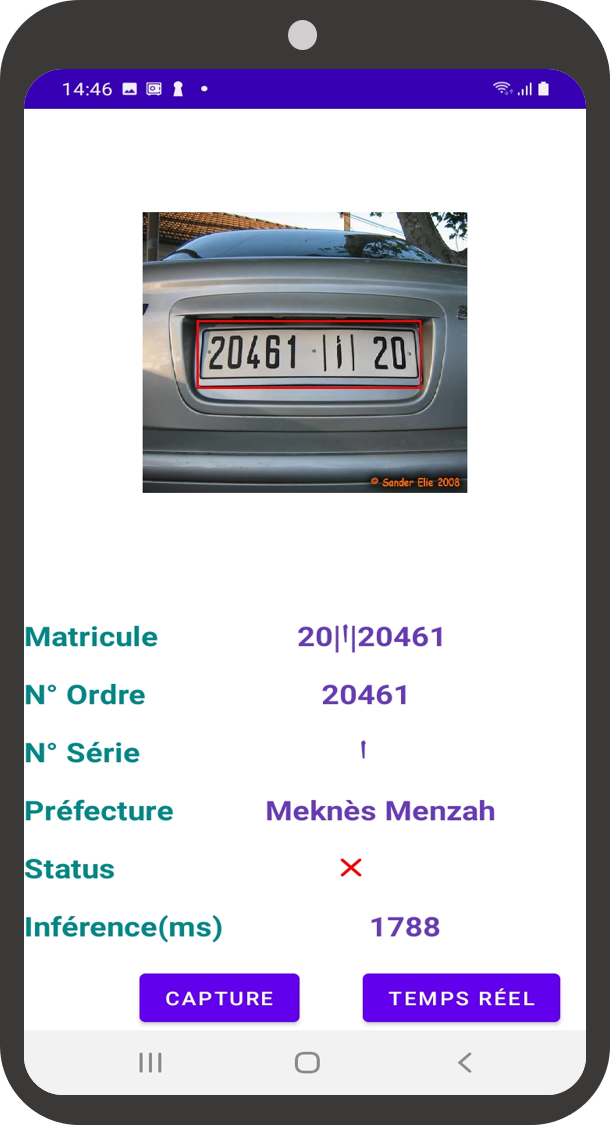 14:46
20461 | أ | 20
© Sander Elie 2008
Matricule 20|أ|20461
N° Ordre 20461
N° Série أ
Préfecture Meknès Menzah
Status
Inférence(ms) 1788
CAPTURE TEMPS RÉEL